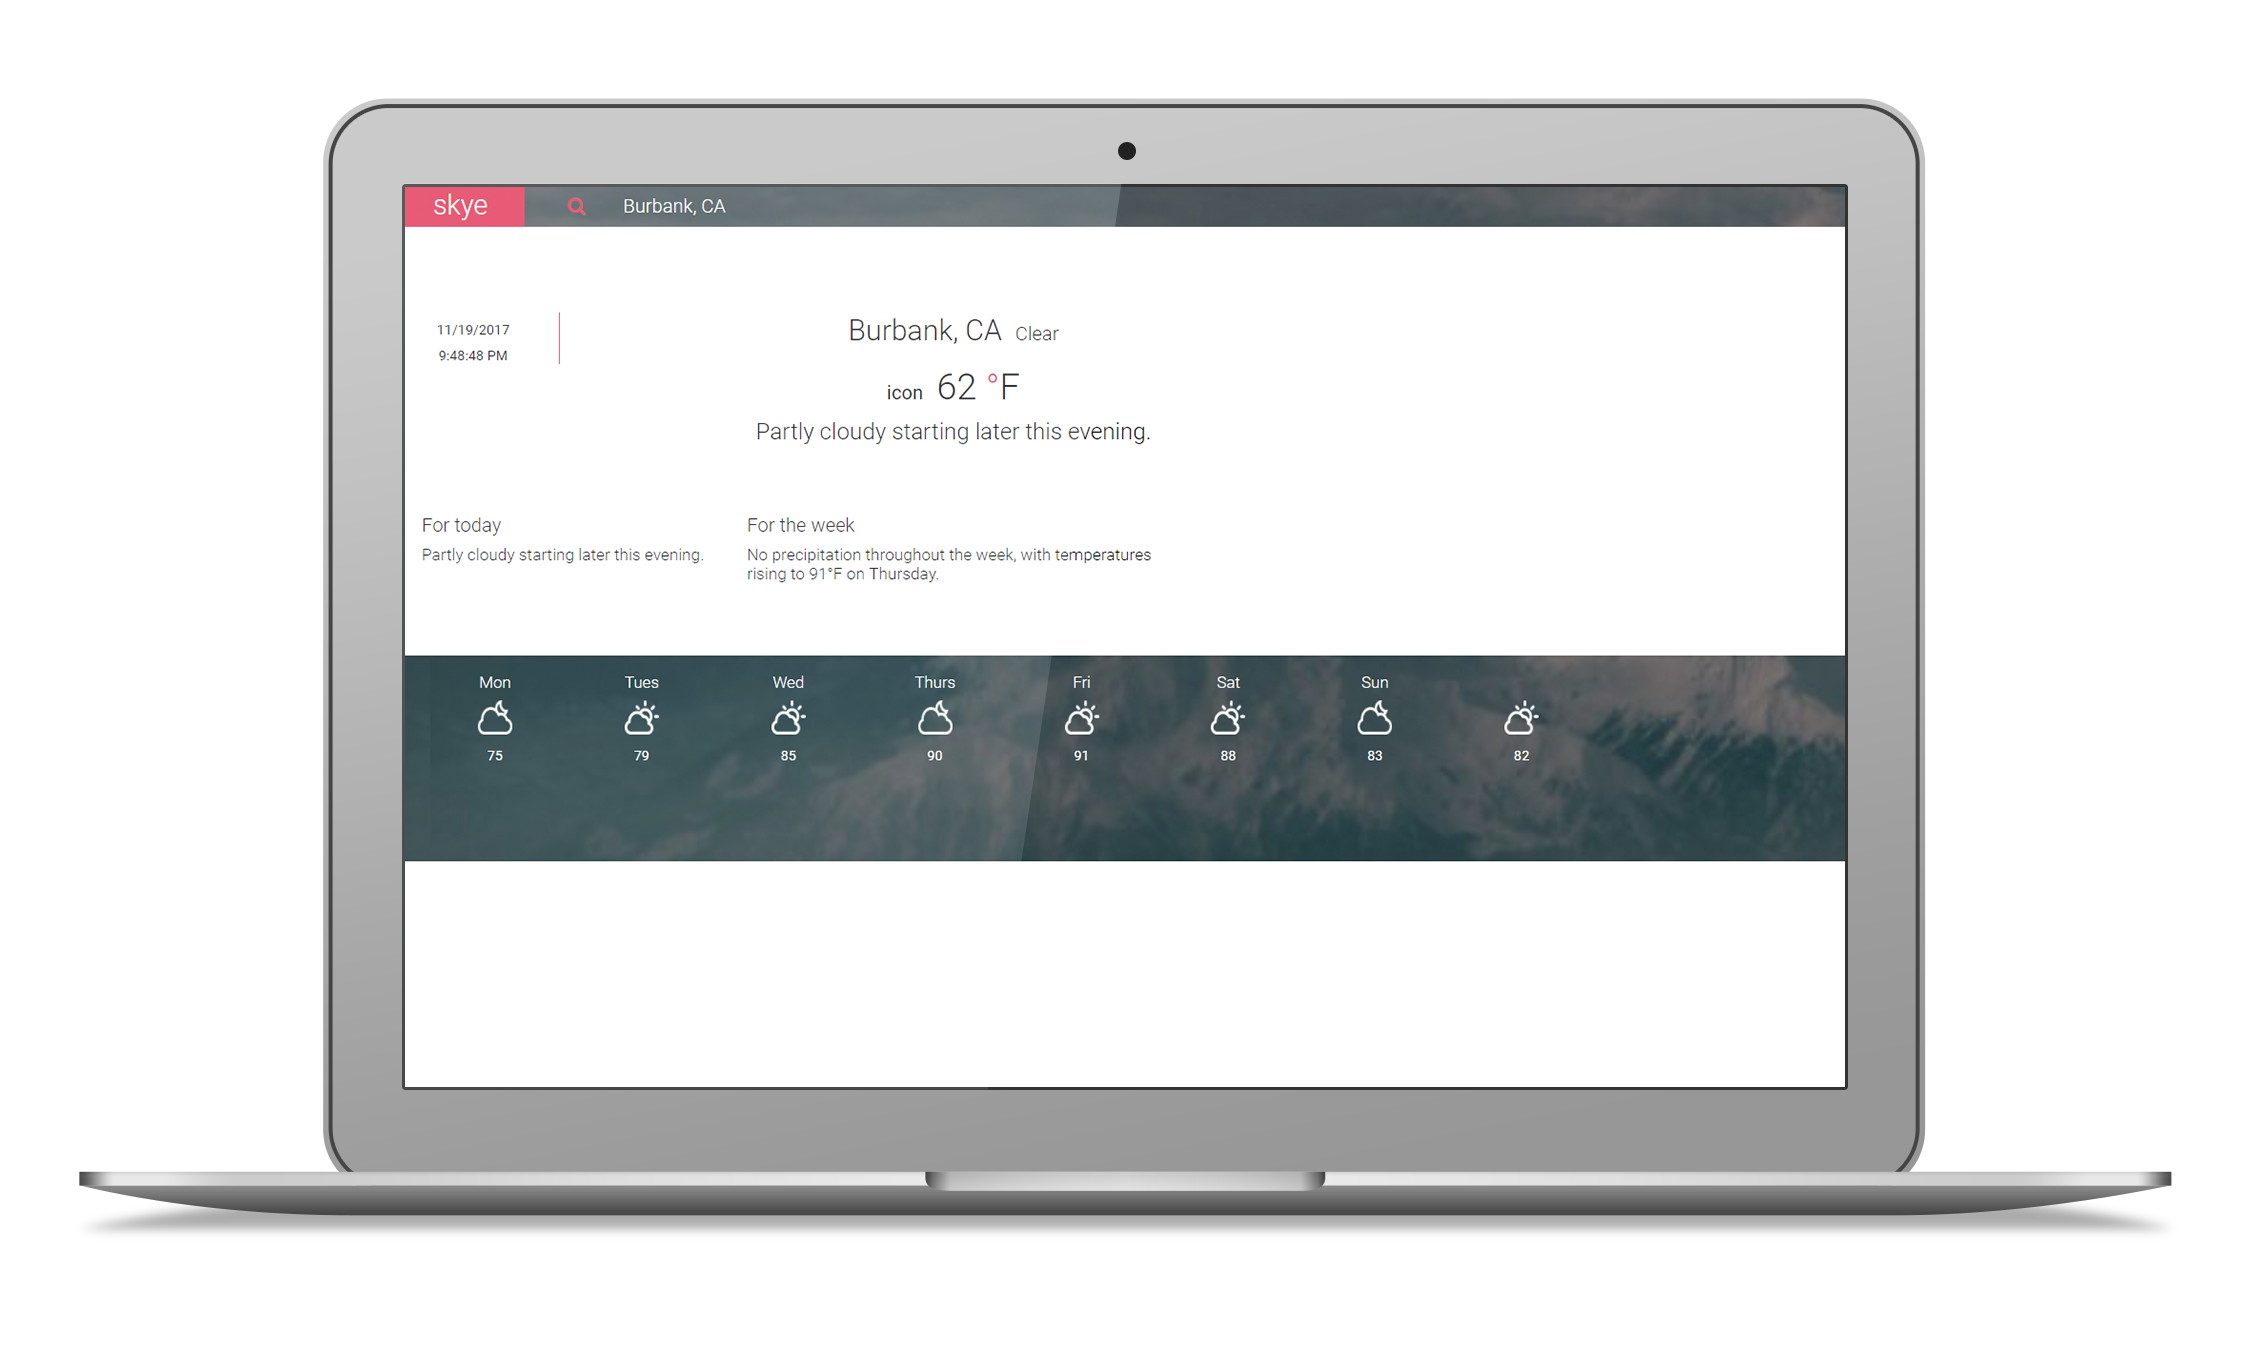 skye
Burbank, CA
11/19/2017
9:48:48 PM
Burbank, CA Clear
icon 62 °F
Partly cloudy starting later this evening.
For today
Partly cloudy starting later this evening.
For the week
No precipitation throughout the week, with temperatures
rising to 91°F on Thursday.
Mon Tues Wed Thurs Fri Sat Sun
75 79 85 90 91 88 83 82